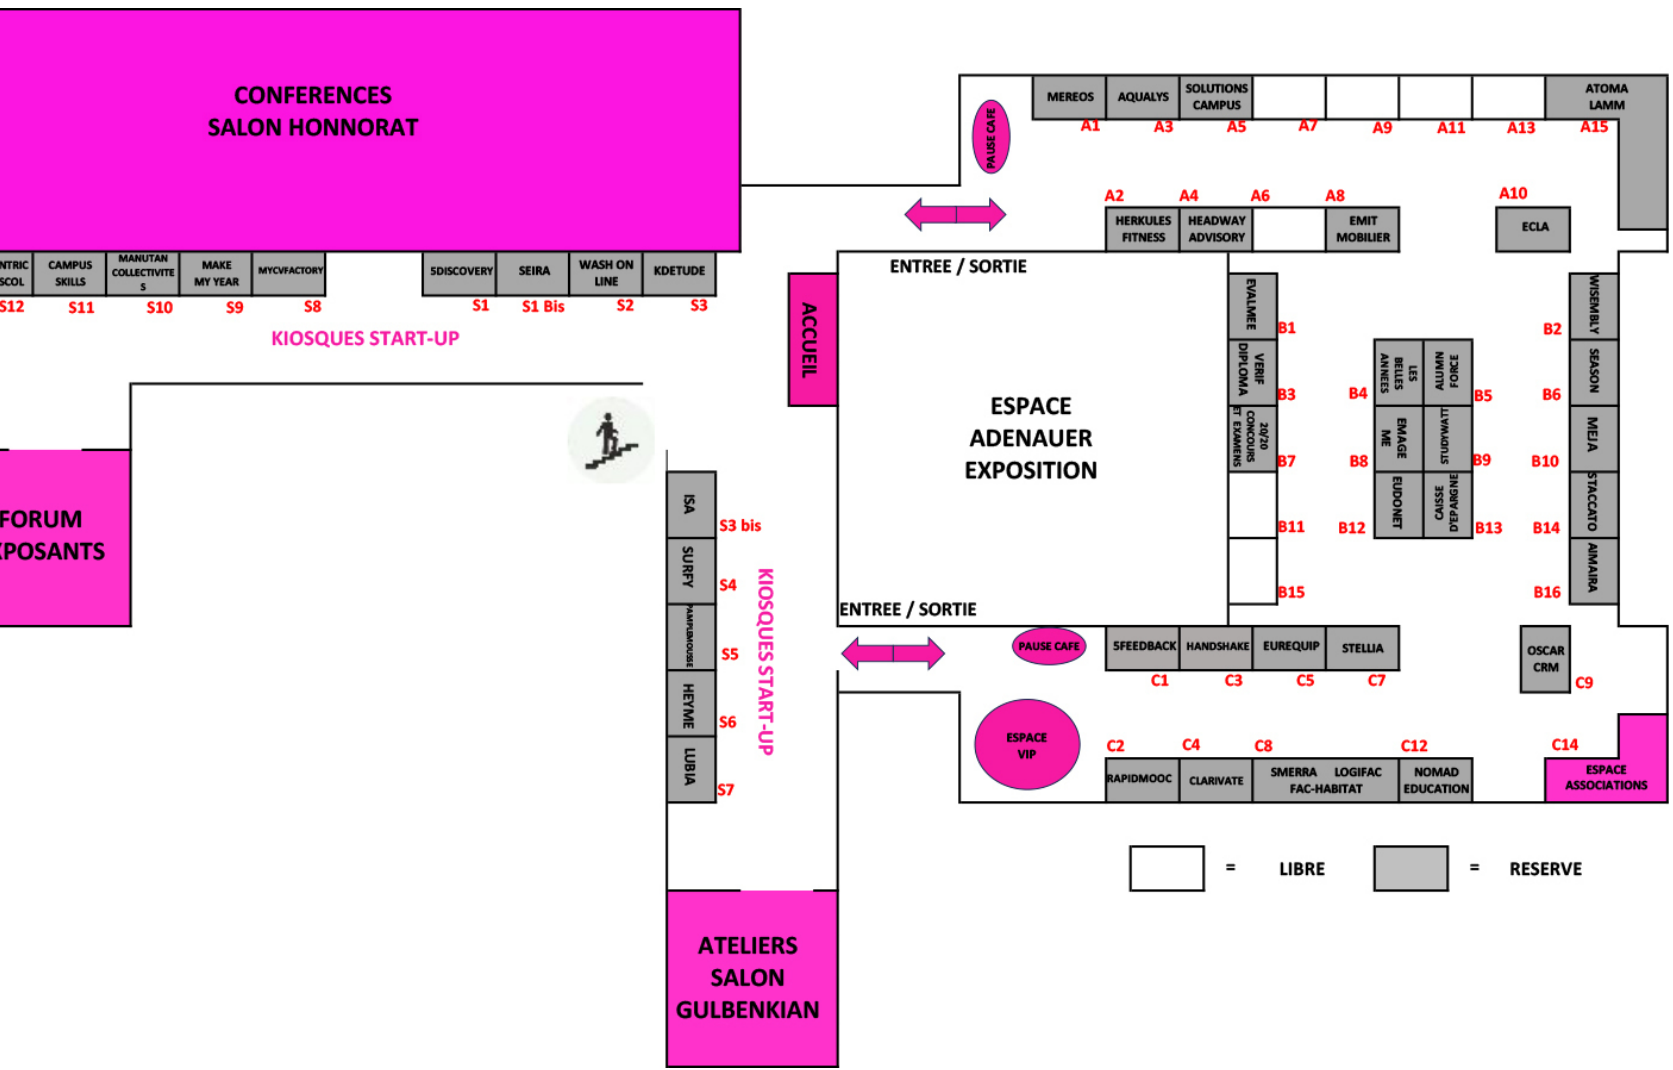 CONFERENCES
SALON HONNORAT
NTRIC
SCOL
CAMPUS
SKILLS
MANUTAN
COLLECTIVITE
S
MAKE
MY YEAR
MYCVFACTORY
5DISCOVERY
SEIRA
WASH ON
LINE
KDETUDE
S12
S11
S10
S9
S8
S1
S1 Bis
S2
S3
KIOSQUES START-UP
FORUM
XPOSANTS
ISA
S3 bis
SURFY
S4
PAMPLEMOUSSE
S5
HEYME
S6
LUBIA
S7
KIOSQUES START-UP
ATELIERS
SALON
GULBENKIAN
ACCUEIL
ENTREE / SORTIE
ESPACE
ADENAUER
EXPOSITION
ENTREE / SORTIE
PAUSE CAFE
MEREOS
AQUALYS
SOLUTIONS
CAMPUS
ATOMA
LAMM
A1
A3
A5
A7
A9
A11
A13
A15
A2
A4
A6
A8
A10
HERKULES
FITNESS
HEADWAY
ADVISORY
EMIT
MOBILIER
ECLA
EVALMEE
B1
VERIF
DIPLOMA
B3
20/20
CONCOURS
ET EXAMENS
B7
B11
B15
LES
BELLES
ANNEES
B4
FORCE
ALUMN
B5
EMAGE
ME
B8
STUDYWATT
B9
EUDONET
B12
CAISSE
D'EPARGNE
B13
WISEMBLY
B2
SEASON
B6
MEJA
B10
STACCATO
B14
AIMAIRA
B16
PAUSE CAFE
5FEEDBACK
HANDSHAKE
EUREQUIP
STELLIA
OSCAR
CRM
C1
C3
C5
C7
C9
ESPACE
VIP
C2
C4
C8
C12
C14
RAPIDMOOC
CLARIVATE
SMERRA LOGIFAC
FAC-HABITAT
NOMAD
EDUCATION
ESPACE
ASSOCIATIONS
= LIBRE
= RESERVE